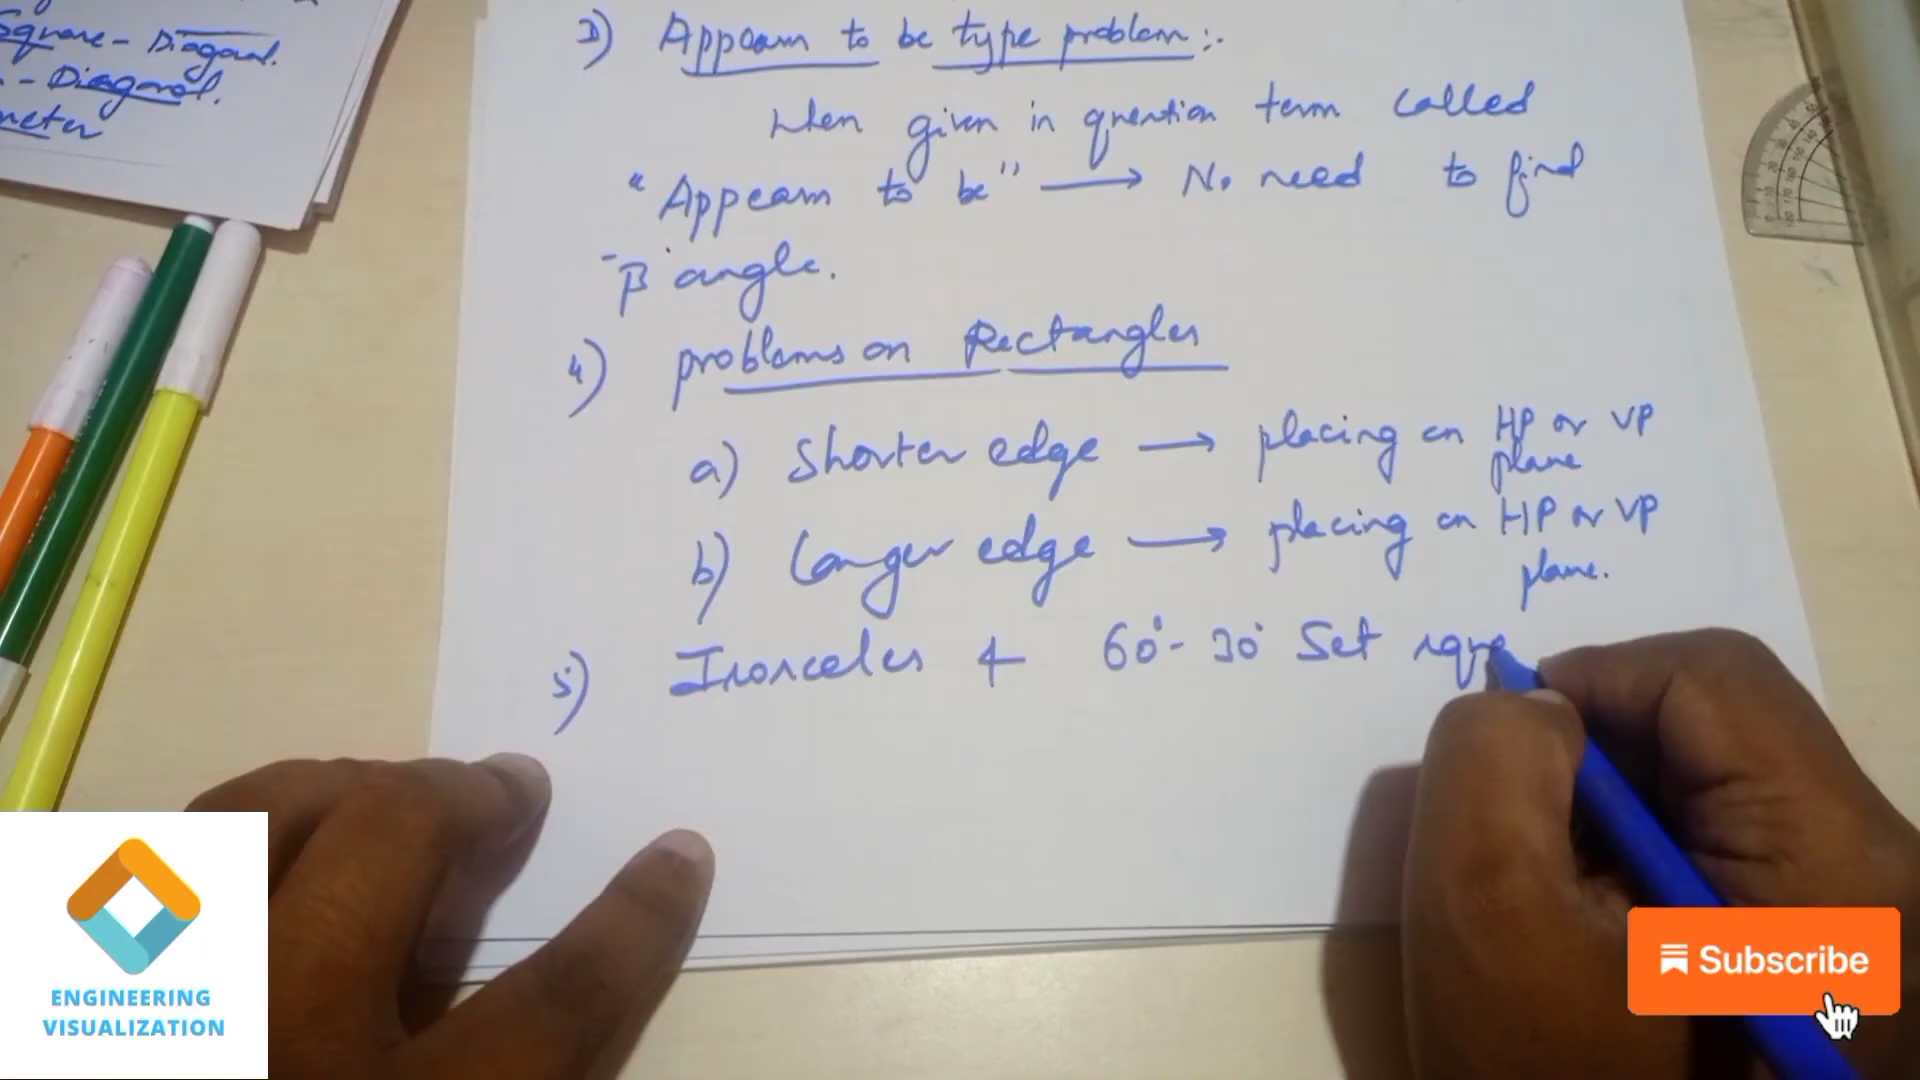 Square - Diagonal.
- Diagonal.
meter
3) Appears to be type problem :-
when given in question term called
"Appears to be" → No need to find
"β" angle.
4) problems on Rectangles
a) Shorter edge → placing on HP or VP
plane
b) Longer edge → placing on HP or VP
plane.
5) Isosceles & 60° - 30° Set squa
ENGINEERING
VISUALIZATION
Subscribe